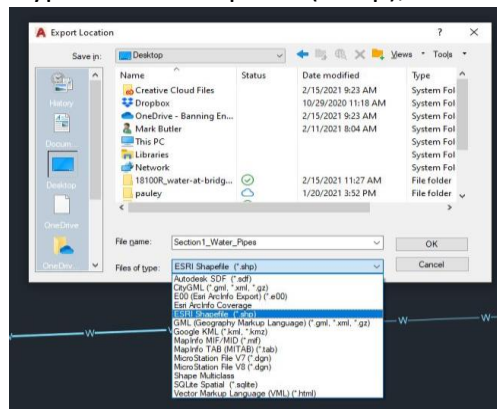 Export Location
? X
Save in: Desktop Views Tools
Name Status Date modified Type
Creative Cloud Files 2/15/2021 9:23 AM System Fol
Dropbox 10/29/2020 11:18 AM System Fol
OneDrive - Banning En... 2/15/2021 9:23 AM System Fol
Mark Butler 2/11/2021 8:04 AM System Fol
This PC System Fol
Libraries System Fol
Network System Fol
18100R_water-at-bridg... 2/15/2021 11:27 AM File folder
pauley 1/20/2021 3:52 PM File folder
History
Docum...
Desktop
OneDrive
OneDriv...
File name: Section1_Water_Pipes OK
Files of type: ESRI Shapefile (*.shp) Cancel
Autodesk SDF (*.sdf)
CityGML (*.gml, *.xml, *.gz)
E00 (Esri ArcInfo Export) (*.e00)
Esri ArcInfo Coverage
ESRI Shapefile (*.shp)
GML (Geography Markup Language) (*.gml, *.xml, *.gz)
Google KML (*.kml, *.kmz)
MapInfo MIF/MID (*.mif)
MapInfo TAB (MITAB) (*.tab)
MicroStation File V7 (*.dgn)
MicroStation File V8 (*.dgn)
Shape Multiclass
SQLite Spatial (*.sqlite)
Vector Markup Language (VML) (*.html)
W W W W